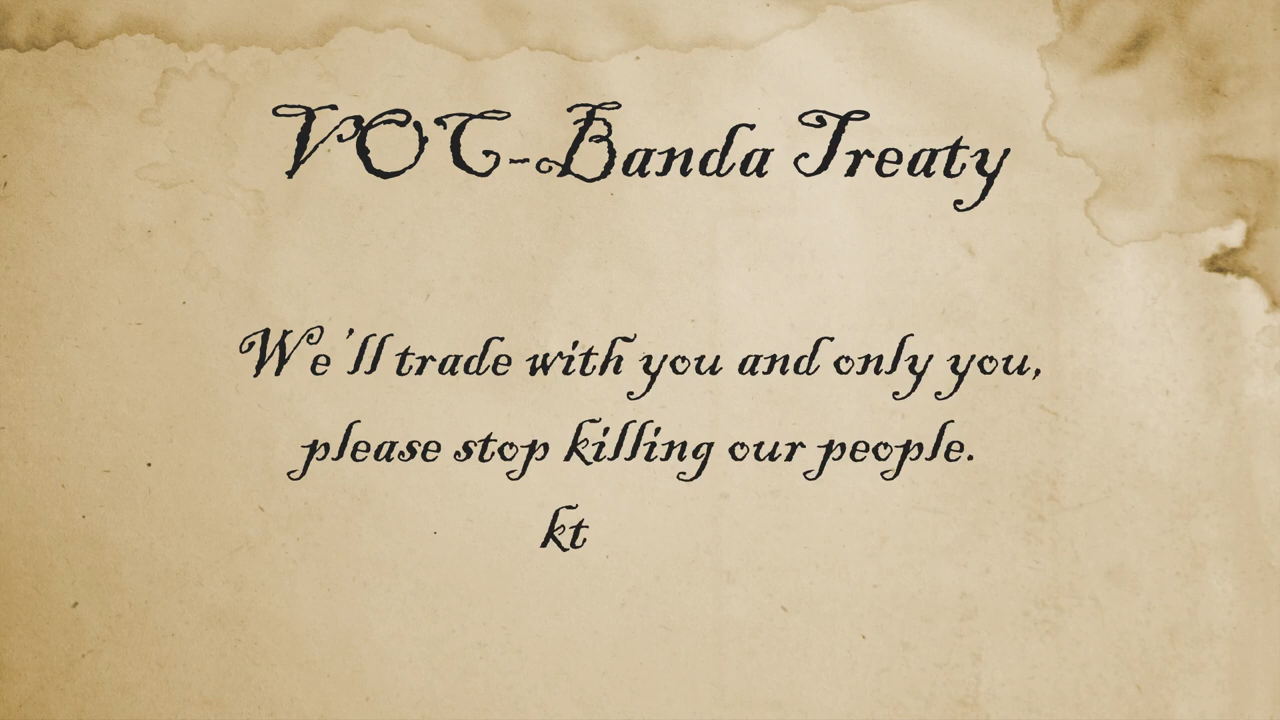 VOC-Banda Treaty
We'll trade with you and only you,
please stop killing our people.
kt